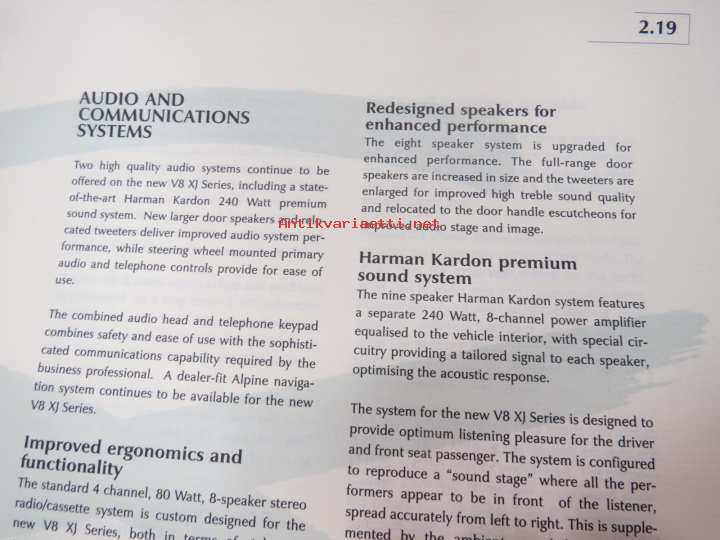 2.19
AUDIO AND
COMMUNICATIONS
SYSTEMS
Two high quality audio systems continue to be
offered on the new V8 XJ Series, including a state-
of-the-art Harman Kardon 240 Watt premium
sound system. New larger door speakers and relo-
cated tweeters deliver improved audio system per-
formance, while steering wheel mounted primary
audio and telephone controls provide for ease of
use.
The combined audio head and telephone keypad
combines safety and ease of use with the sophisti-
cated communications capability required by the
business professional. A dealer-fit Alpine naviga-
tion system continues to be available for the new
V8 XJ Series.
Improved ergonomics and
functionality
The standard 4 channel, 80 Watt, 8-speaker stereo
radio/cassette system is custom designed for the
new V8 XJ Series, both in terms of
Redesigned speakers for
enhanced performance
The eight speaker system is upgraded for
enhanced performance. The full-range door
speakers are increased in size and the tweeters are
enlarged for improved high treble sound quality
and relocated to the door handle escutcheons for
improved audio stage and image.
Antikvariaatti.net
Harman Kardon premium
sound system
The nine speaker Harman Kardon system features
a separate 240 Watt, 8-channel power amplifier
equalised to the vehicle interior, with special cir-
cuitry providing a tailored signal to each speaker,
optimising the acoustic response.
The system for the new V8 XJ Series is designed to
provide optimum listening pleasure for the driver
and front seat passenger. The system is configured
to reproduce a “sound stage” where all the per-
formers appear to be in front of the listener,
spread accurately from left to right. This is supple-
mented by the